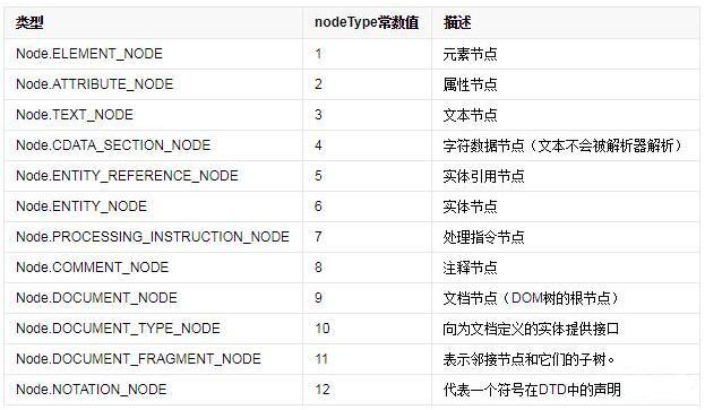 类型 nodeType常数值 描述
Node.ELEMENT_NODE 1 元素节点
Node.ATTRIBUTE_NODE 2 属性节点
Node.TEXT_NODE 3 文本节点
Node.CDATA_SECTION_NODE 4 字符数据节点（文本不会被解析器解析）
Node.ENTITY_REFERENCE_NODE 5 实体引用节点
Node.ENTITY_NODE 6 实体节点
Node.PROCESSING_INSTRUCTION_NODE 7 处理指令节点
Node.COMMENT_NODE 8 注释节点
Node.DOCUMENT_NODE 9 文档节点（DOM树的根节点）
Node.DOCUMENT_TYPE_NODE 10 向为文档定义的实体提供接口
Node.DOCUMENT_FRAGMENT_NODE 11 表示邻接节点和它们的子树。
Node.NOTATION_NODE 12 代表一个符号在DTD中的声明